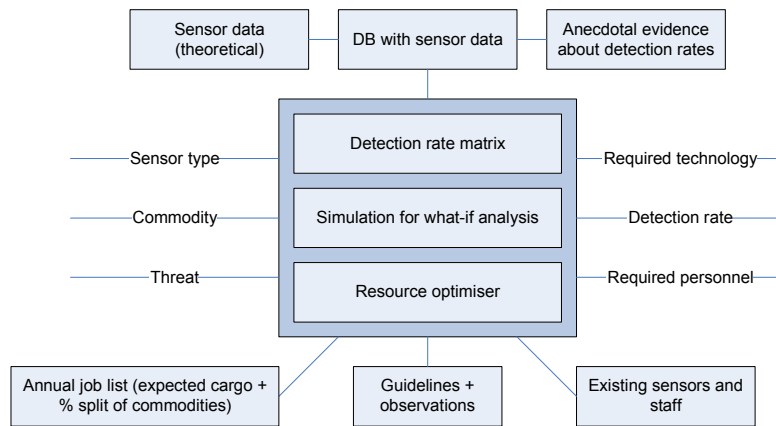 Sensor data
(theoretical)
DB with sensor data
Anecdotal evidence
about detection rates
Detection rate matrix
Sensor type
Required technology
Commodity
Simulation for what-if analysis
Detection rate
Threat
Resource optimiser
Required personnel
Annual job list (expected cargo +
% split of commodities)
Guidelines +
observations
Existing sensors and
staff